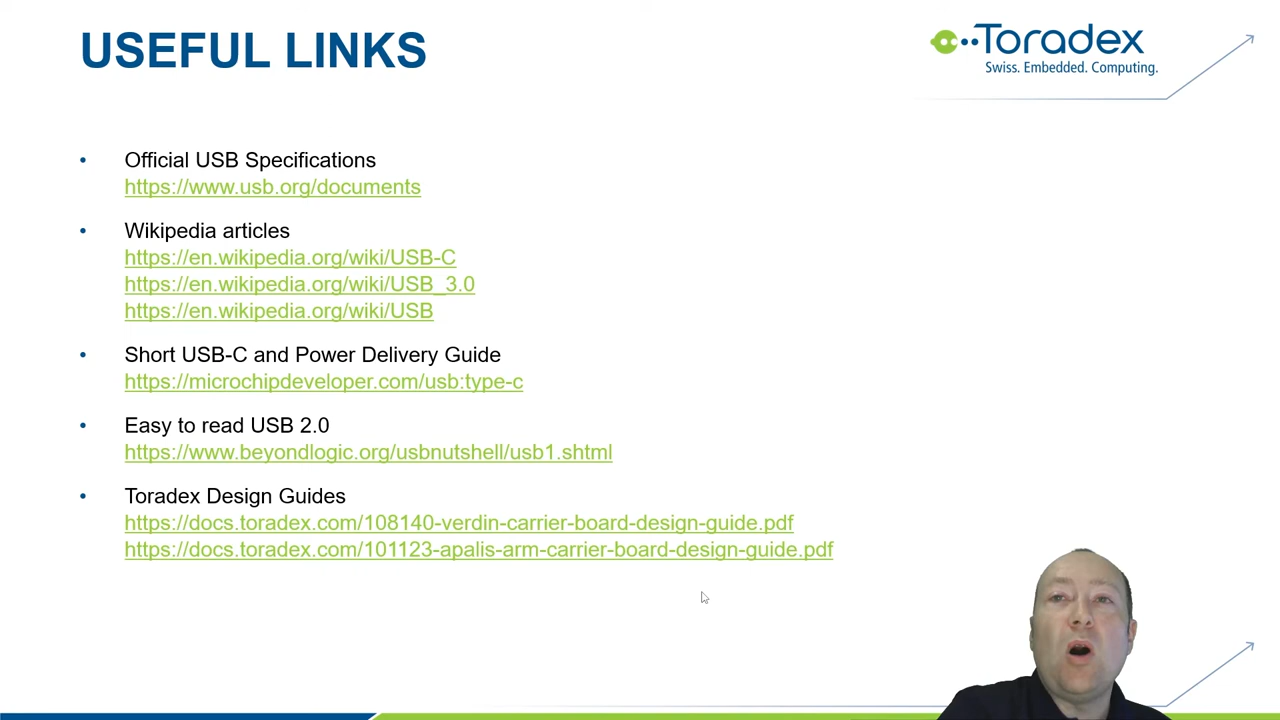 USEFUL LINKS
Toradex
Swiss. Embedded. Computing.
• Official USB Specifications
https://www.usb.org/documents
• Wikipedia articles
https://en.wikipedia.org/wiki/USB-C
https://en.wikipedia.org/wiki/USB_3.0
https://en.wikipedia.org/wiki/USB
• Short USB-C and Power Delivery Guide
https://microchipdeveloper.com/usb:type-c
• Easy to read USB 2.0
https://www.beyondlogic.org/usbnutshell/usb1.shtml
• Toradex Design Guides
https://docs.toradex.com/108140-verdin-carrier-board-design-guide.pdf
https://docs.toradex.com/101123-apalis-arm-carrier-board-design-guide.pdf